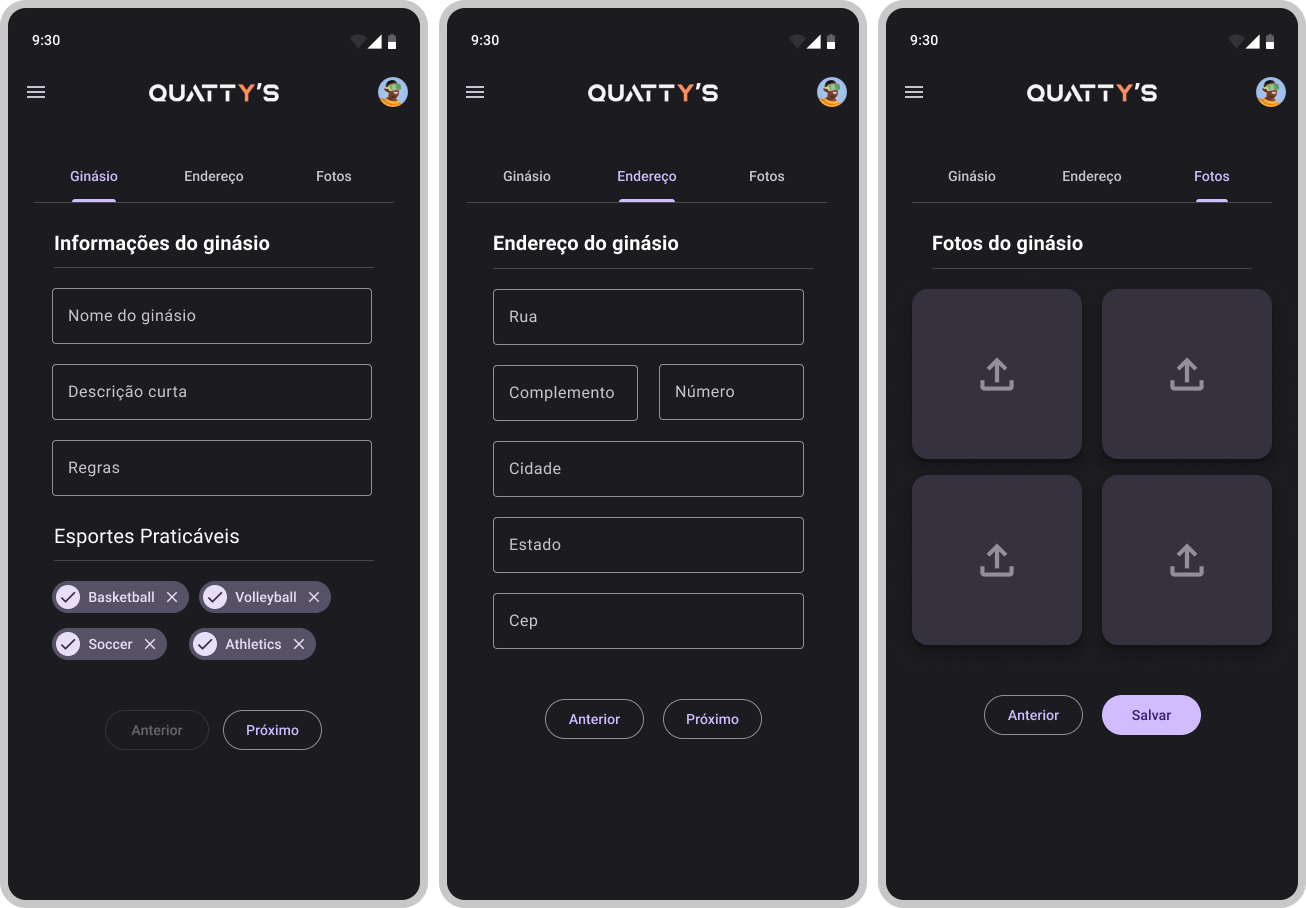 9:30
QUATTY'S
Ginásio Endereço Fotos
Informações do ginásio
Nome do ginásio
Descrição curta
Regras
Esportes Praticáveis
Basketball Volleyball
Soccer Athletics
Anterior Próximo
9:30
QUATTY'S
Ginásio Endereço Fotos
Endereço do ginásio
Rua
Complemento Número
Cidade
Estado
Cep
Anterior Próximo
9:30
QUATTY'S
Ginásio Endereço Fotos
Fotos do ginásio
Anterior Salvar